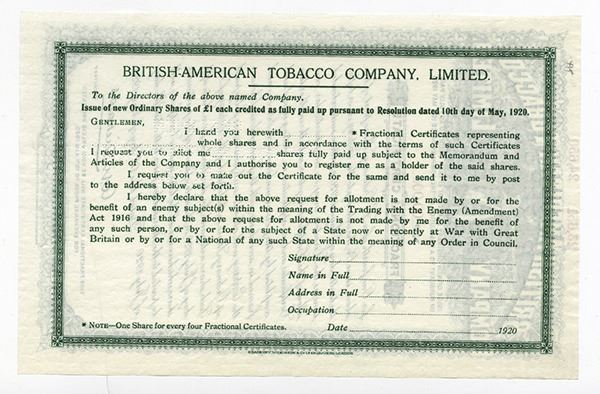 BRITISH-AMERICAN TOBACCO COMPANY, LIMITED.
To the Directors of the above named Company.
Issue of new Ordinary Shares of £1 each credited as fully paid up pursuant to Resolution dated 10th day of May, 1920.
GENTLEMEN,
I hand you herewith * Fractional Certificates representing
whole shares and in accordance with the terms of such Certificates
I request you to allot me shares fully paid up subject to the Memorandum and
Articles of the Company and I authorise you to register me as a holder of the said shares.
I request you to make out the Certificate for the same and send it to me by post
to the address below set forth.
I hereby declare that the above request for allotment is not made by or for the
benefit of an enemy subject(s) within the meaning of the Trading with the Enemy (Amendment)
Act 1916 and that the above request for allotment is not made by me for the benefit of
any such person, or by or for the subject of a State now or recently at War with Great
Britain or by or for a National of any such State within the meaning of any Order in Council.
Signature
Name in Full
Address in Full
Occupation
* NOTE—One Share for every four Fractional Certificates. Date 1920